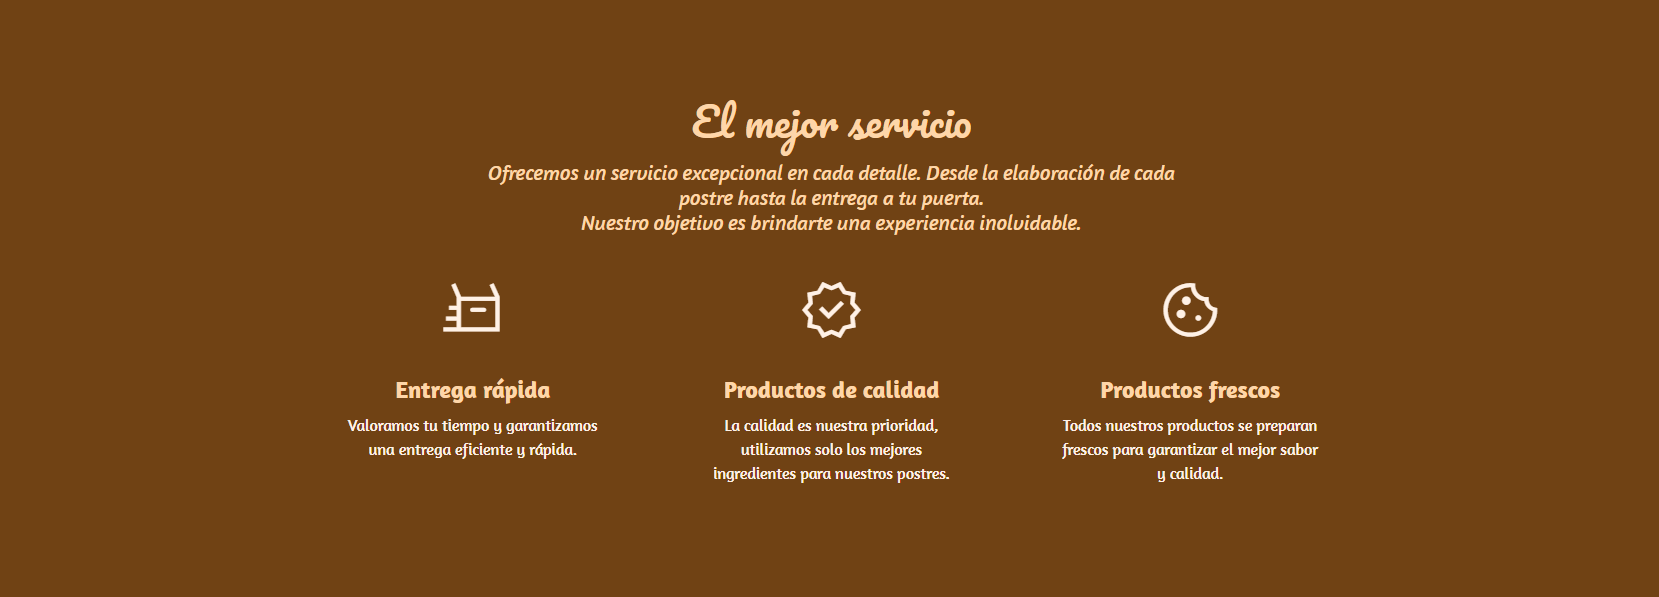 El mejor servicio
Ofrecemos un servicio excepcional en cada detalle. Desde la elaboración de cada
postre hasta la entrega a tu puerta.
Nuestro objetivo es brindarte una experiencia inolvidable.
Entrega rápida
Valoramos tu tiempo y garantizamos
una entrega eficiente y rápida.
Productos de calidad
La calidad es nuestra prioridad,
utilizamos solo los mejores
ingredientes para nuestros postres.
Productos frescos
Todos nuestros productos se preparan
frescos para garantizar el mejor sabor
y calidad.